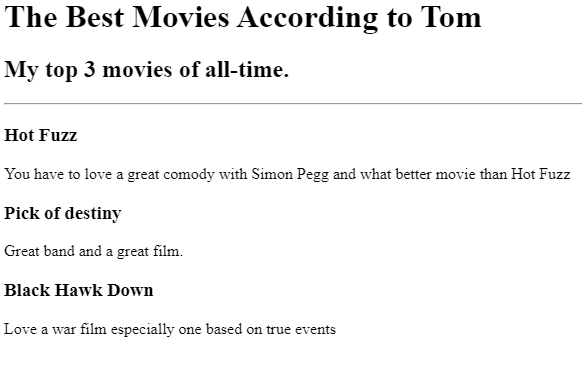 The Best Movies According to Tom
My top 3 movies of all-time.
Hot Fuzz
You have to love a great comody with Simon Pegg and what better movie than Hot Fuzz
Pick of destiny
Great band and a great film.
Black Hawk Down
Love a war film especially one based on true events